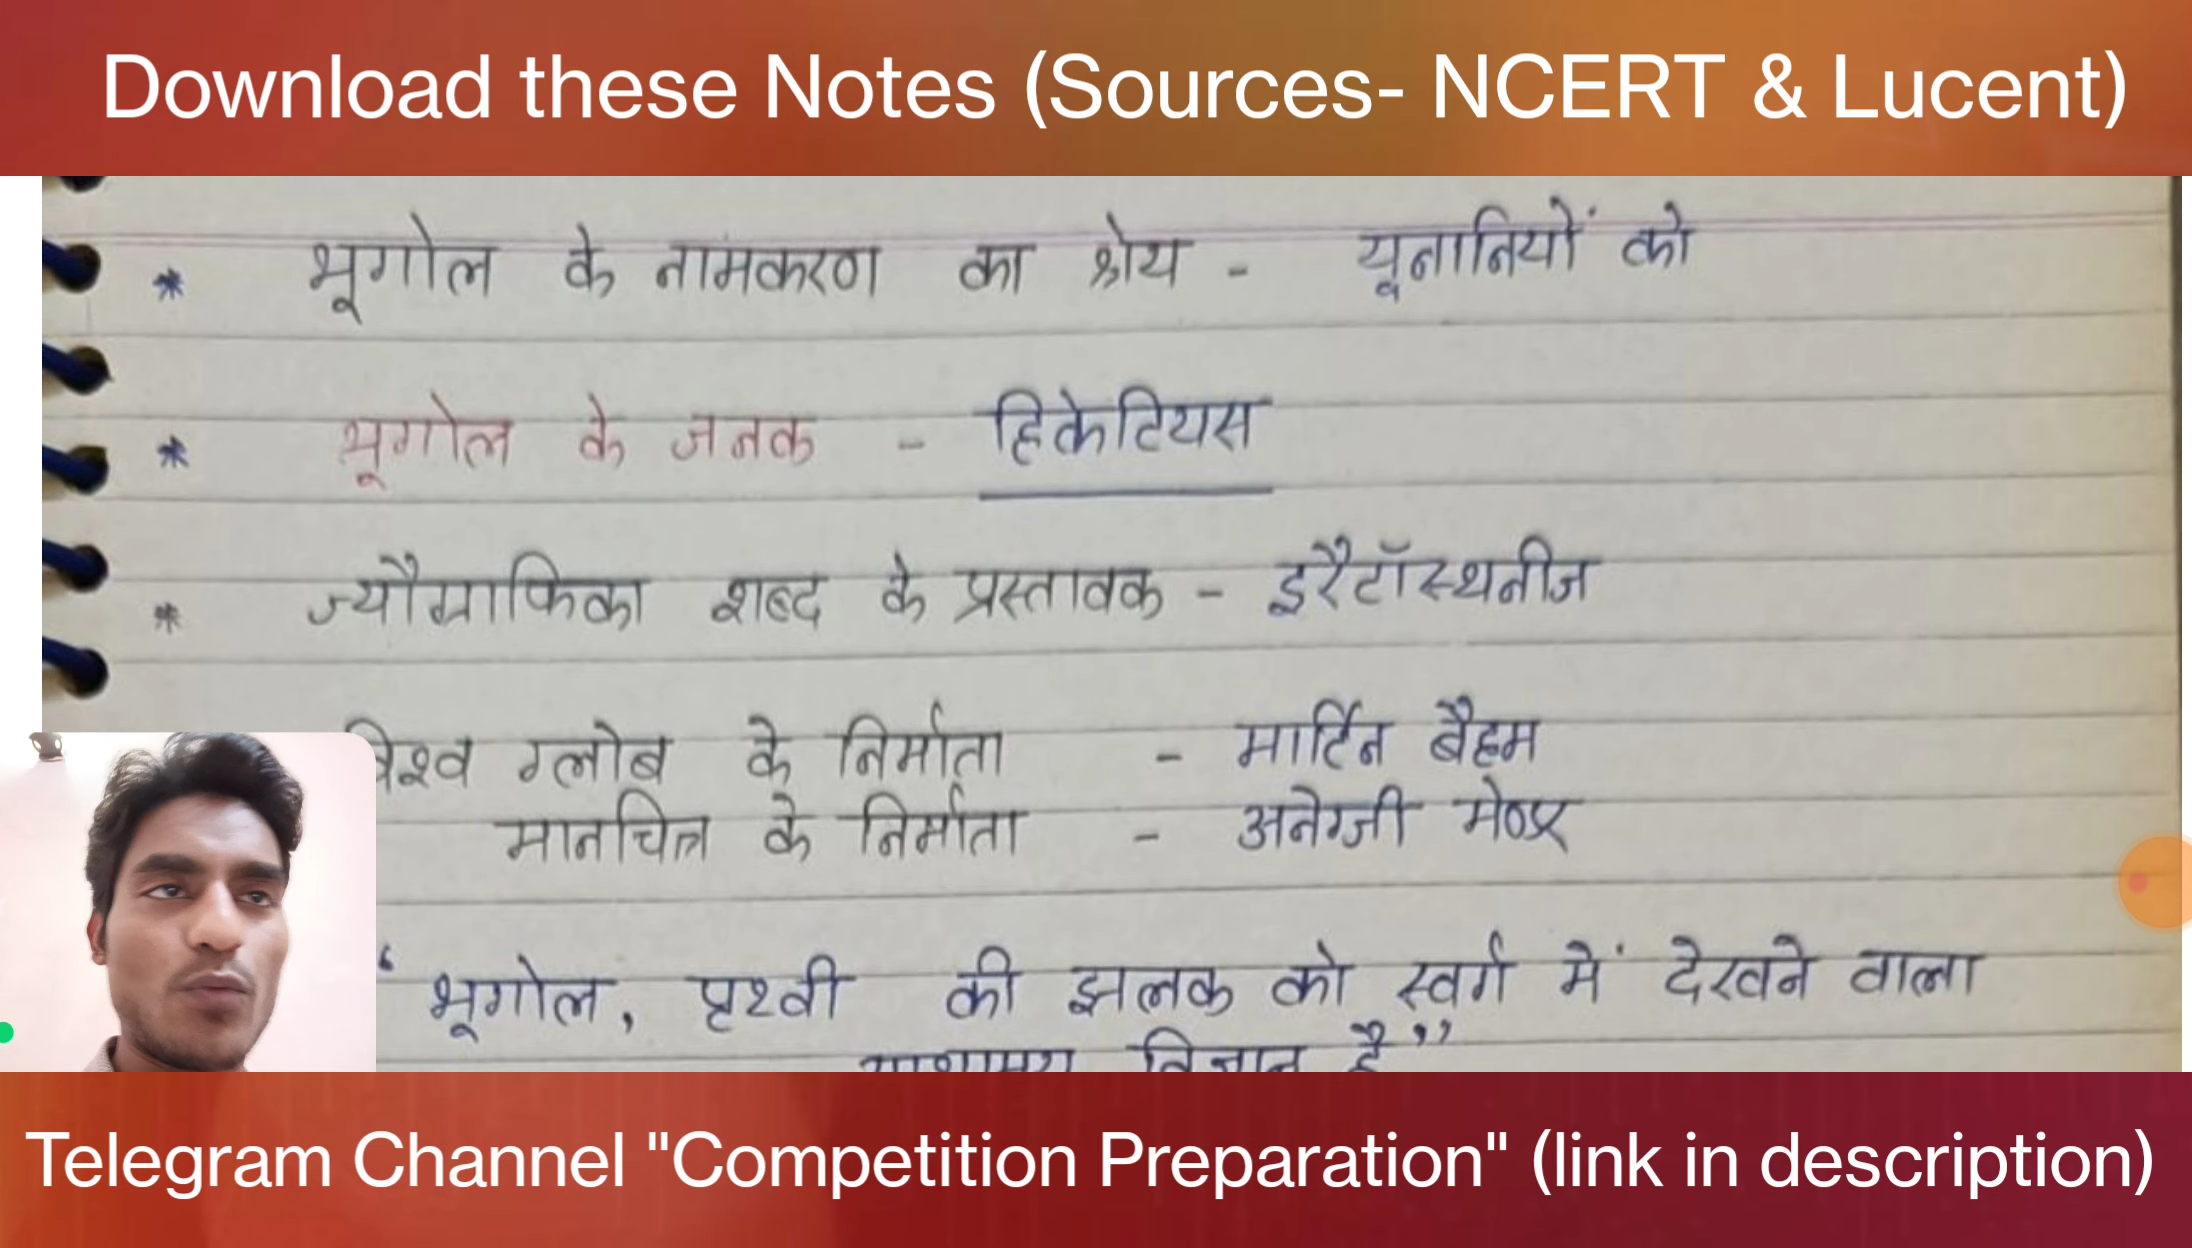 Download these Notes (Sources- NCERT & Lucent)
* भूगोल के नामकरण का श्रेय - यूनानियों को
* भूगोल के जनक - हिकेटियस
* ज्यौग्राफिका शब्द के प्रस्तावक - इरैटॉस्थनीज
विश्व ग्लोब के निर्माता - मार्टिन बैहम
मानचित्र के निर्माता - अनेग्जी मेण्डर
“भूगोल, पृथ्वी की झलक को स्वर्ग में देखने वाला
विज्ञान है”
Telegram Channel "Competition Preparation" (link in description)